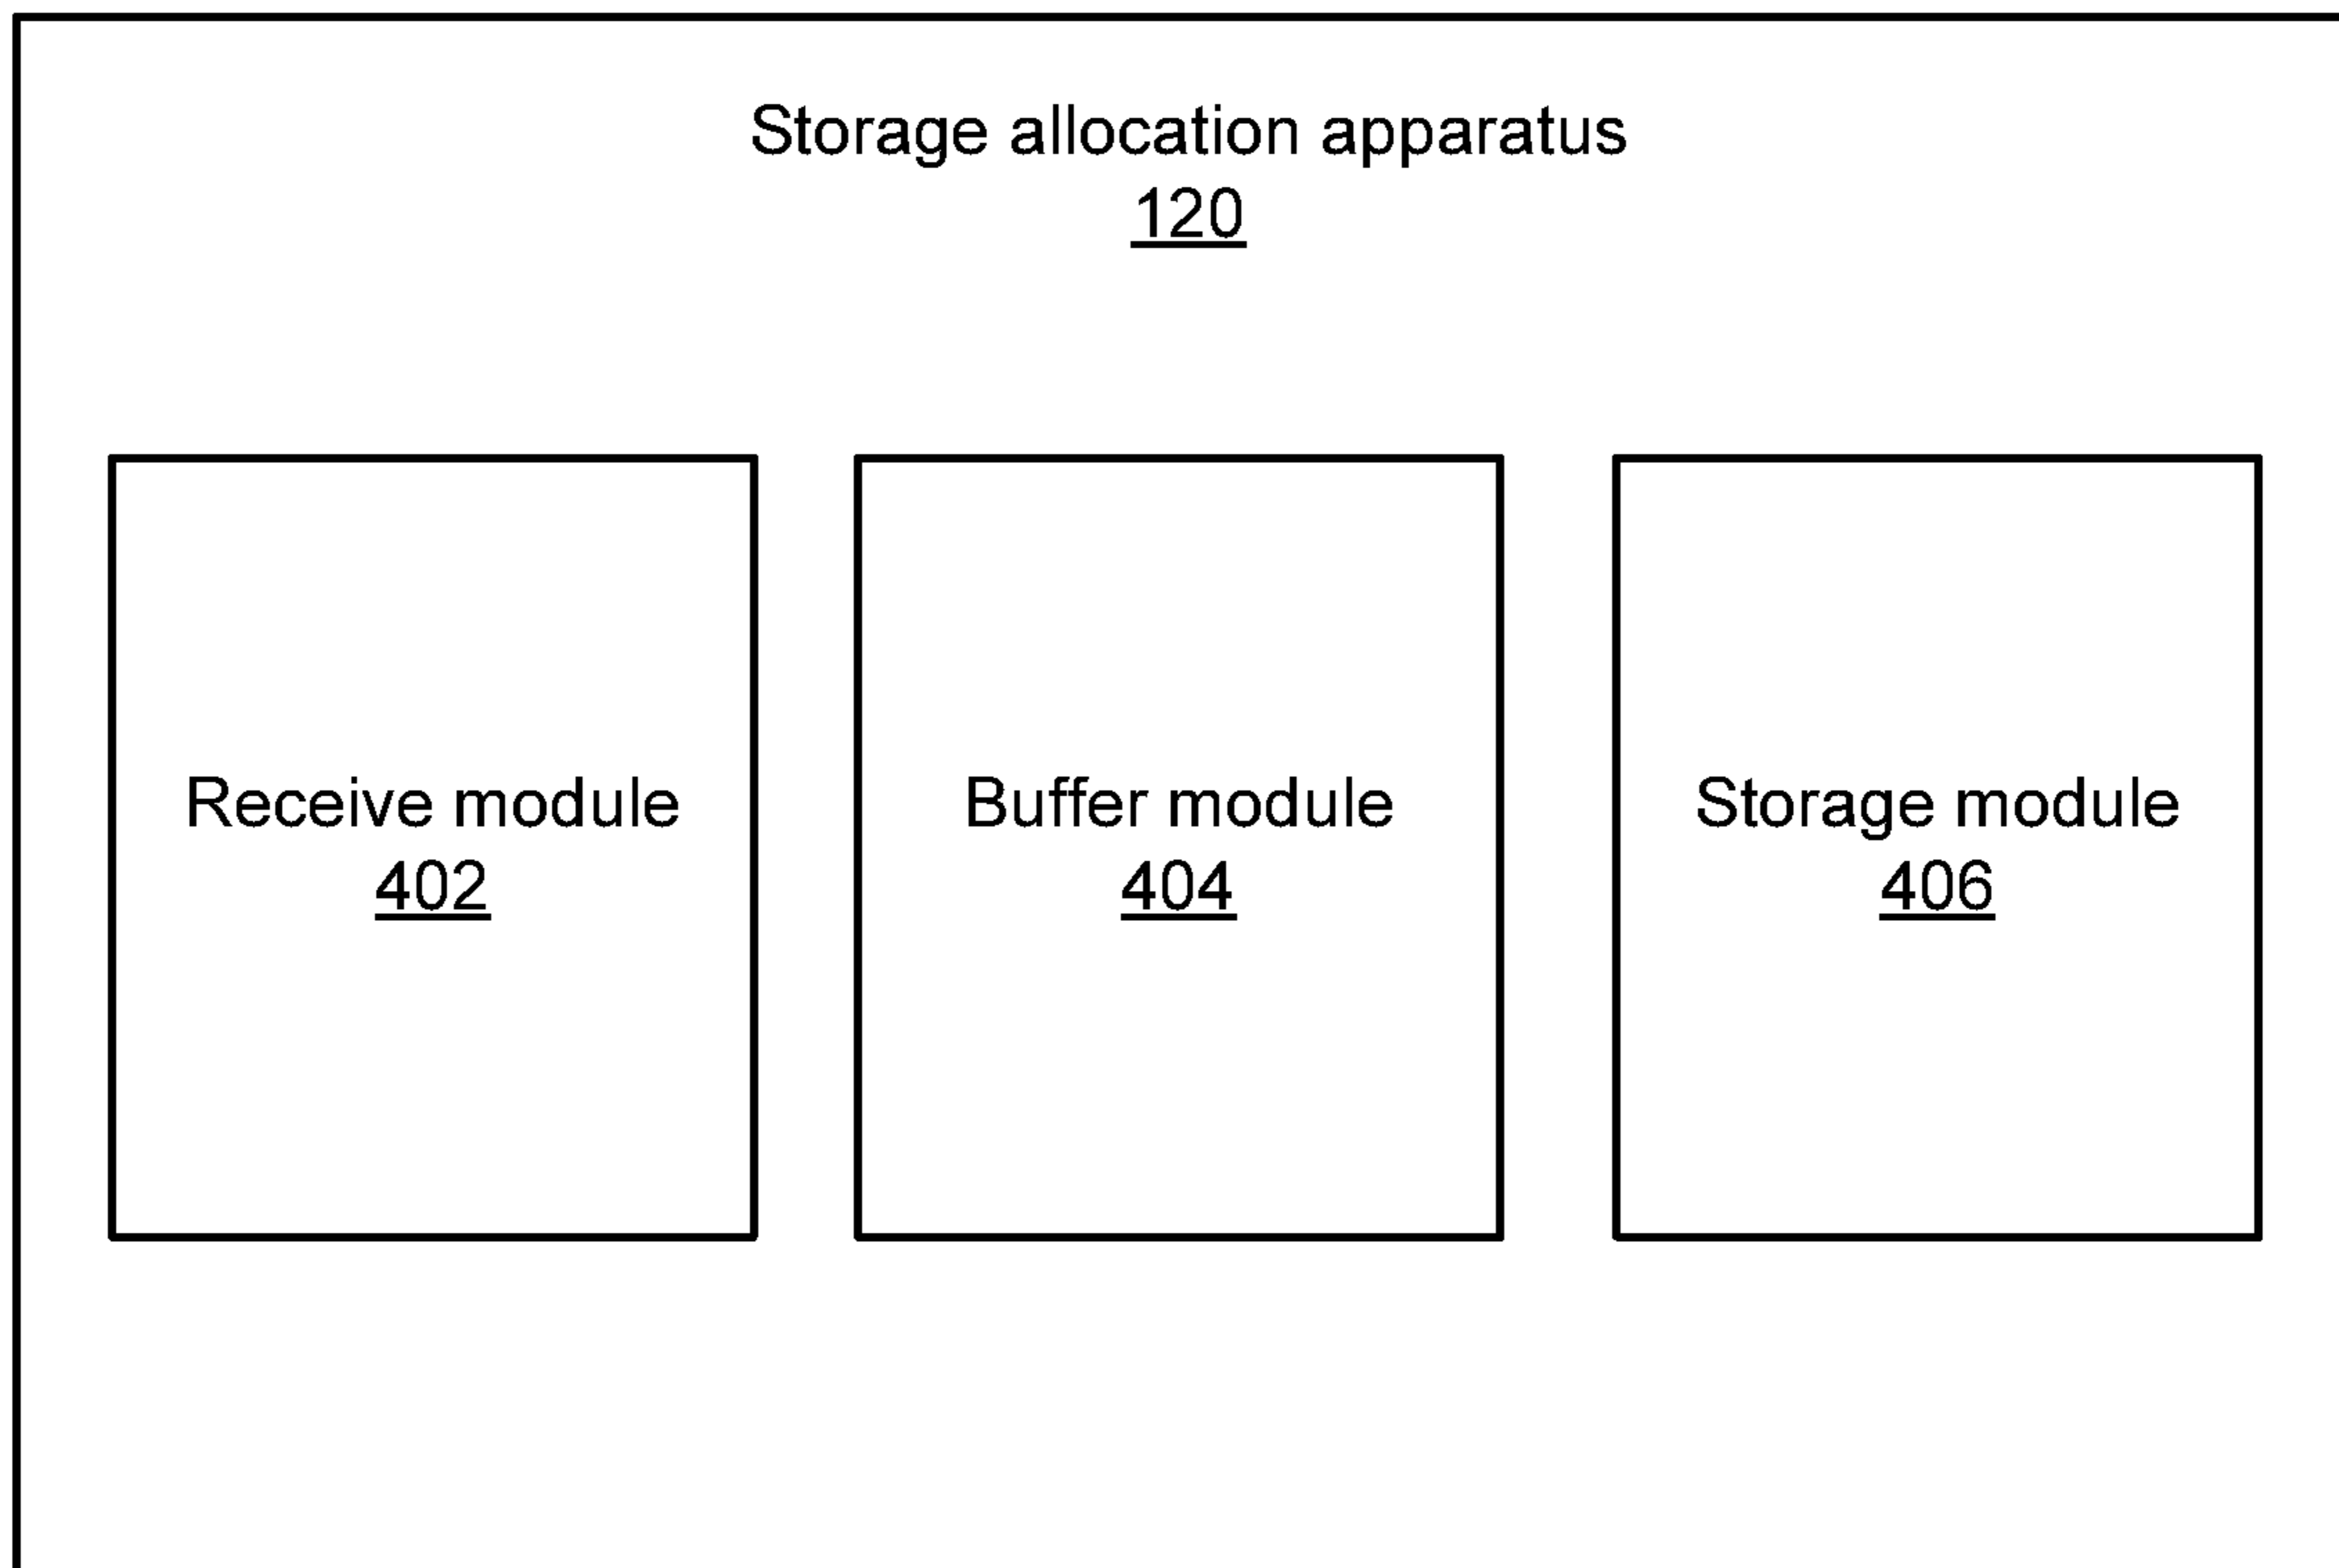 Storage allocation apparatus
120
Receive module
402
Buffer module
404
Storage module
406